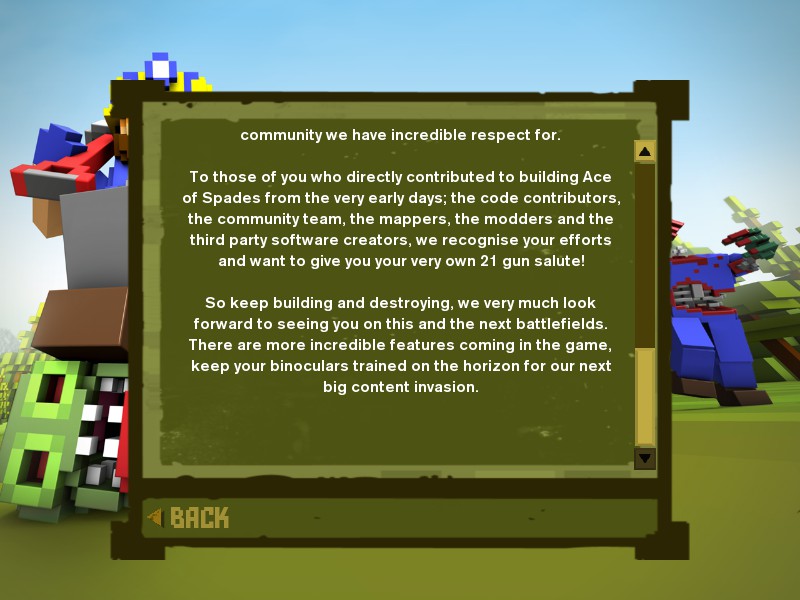 community we have incredible respect for.
To those of you who directly contributed to building Ace
of Spades from the very early days; the code contributors,
the community team, the mappers, the modders and the
third party software creators, we recognise your efforts
and want to give you your very own 21 gun salute!
So keep building and destroying, we very much look
forward to seeing you on this and the next battlefields.
There are more incredible features coming in the game,
keep your binoculars trained on the horizon for our next
big content invasion.
BACK